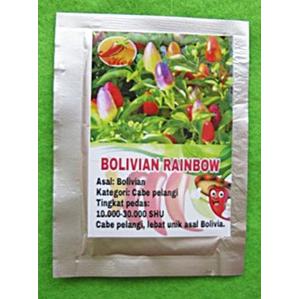 BOLIVIAN RAINBOW
Asal: Bolivian
Kategori: Cabe pelangi
Tingkat pedas:
10.000-30.000 SHU
Cabe pelangi, lebat unik asal Bolivia.